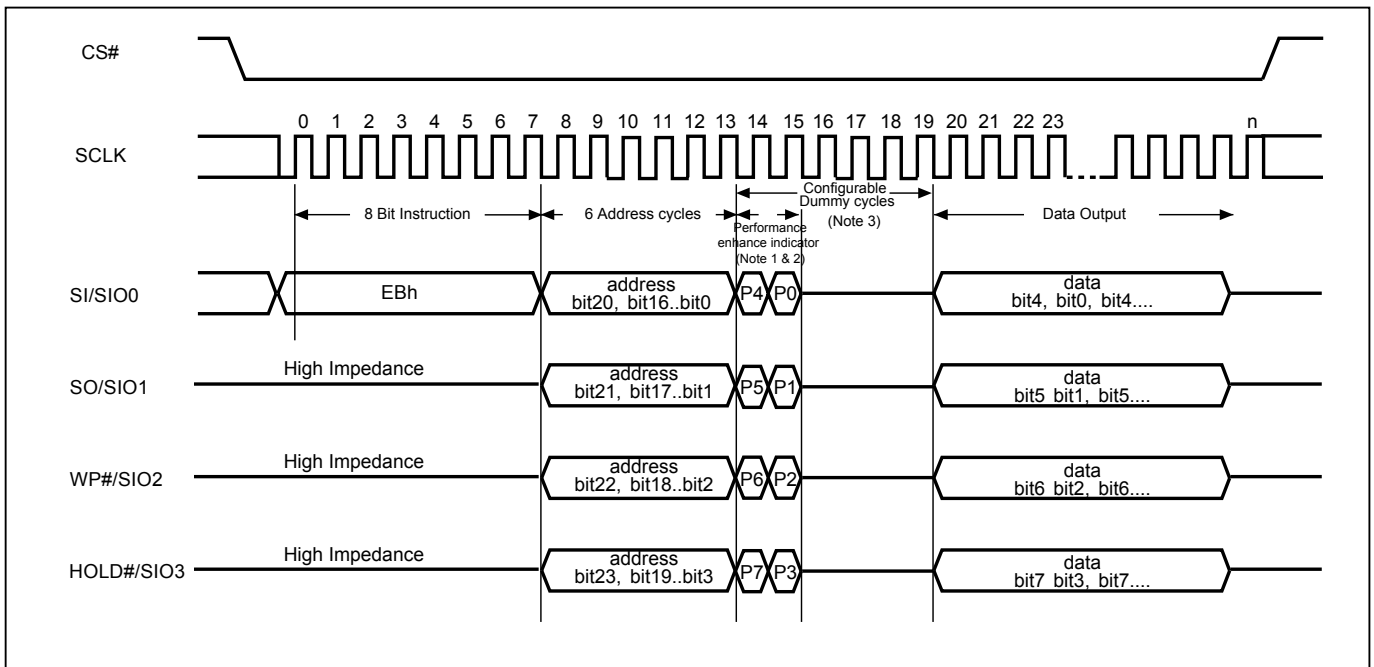 CS#
0 1 2 3 4 5 6 7 8 9 10 11 12 13 14 15 16 17 18 19 20 21 22 23 n
SCLK
Configurable
Dummy cycles
(Note 3)
8 Bit Instruction
6 Address cycles
Data Output
Performance
enhance indicator
(Note 1 & 2)
SI/SIO0
EBh
address
bit20, bit16..bit0
P4 P0
data
bit4, bit0, bit4....
SO/SIO1
High Impedance
address
bit21, bit17..bit1
P5 P1
data
bit5 bit1, bit5....
WP#/SIO2
High Impedance
address
bit22, bit18..bit2
P6 P2
data
bit6 bit2, bit6....
HOLD#/SIO3
High Impedance
address
bit23, bit19..bit3
P7 P3
data
bit7 bit3, bit7....